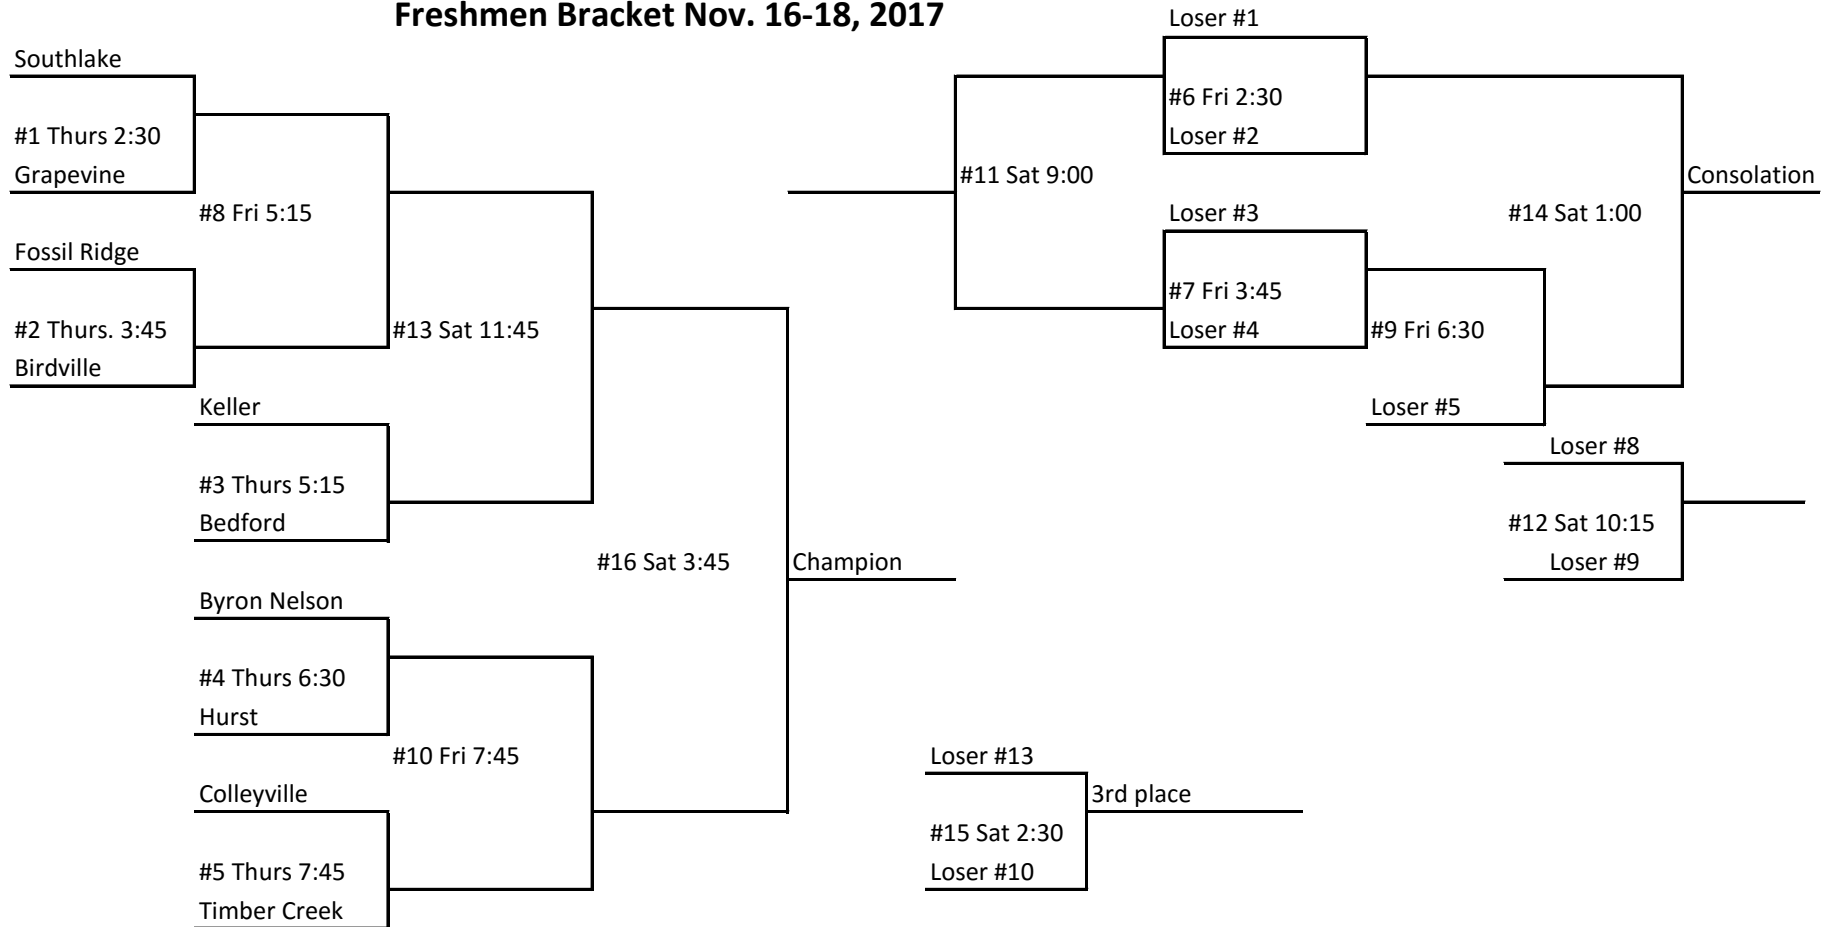 Freshmen Bracket Nov. 16-18, 2017
Southlake
#1 Thurs 2:30
Grapevine
#8 Fri 5:15
Fossil Ridge
#2 Thurs. 3:45
Birdville
#13 Sat 11:45
Keller
#3 Thurs 5:15
Bedford
#16 Sat 3:45
Champion
Byron Nelson
#4 Thurs 6:30
Hurst
#10 Fri 7:45
Colleyville
#5 Thurs 7:45
Timber Creek
Loser #1
#6 Fri 2:30
Loser #2
#11 Sat 9:00
Loser #3
#7 Fri 3:45
Loser #4
#9 Fri 6:30
Loser #5
#14 Sat 1:00
Consolation
Loser #8
#12 Sat 10:15
Loser #9
Loser #13
3rd place
#15 Sat 2:30
Loser #10